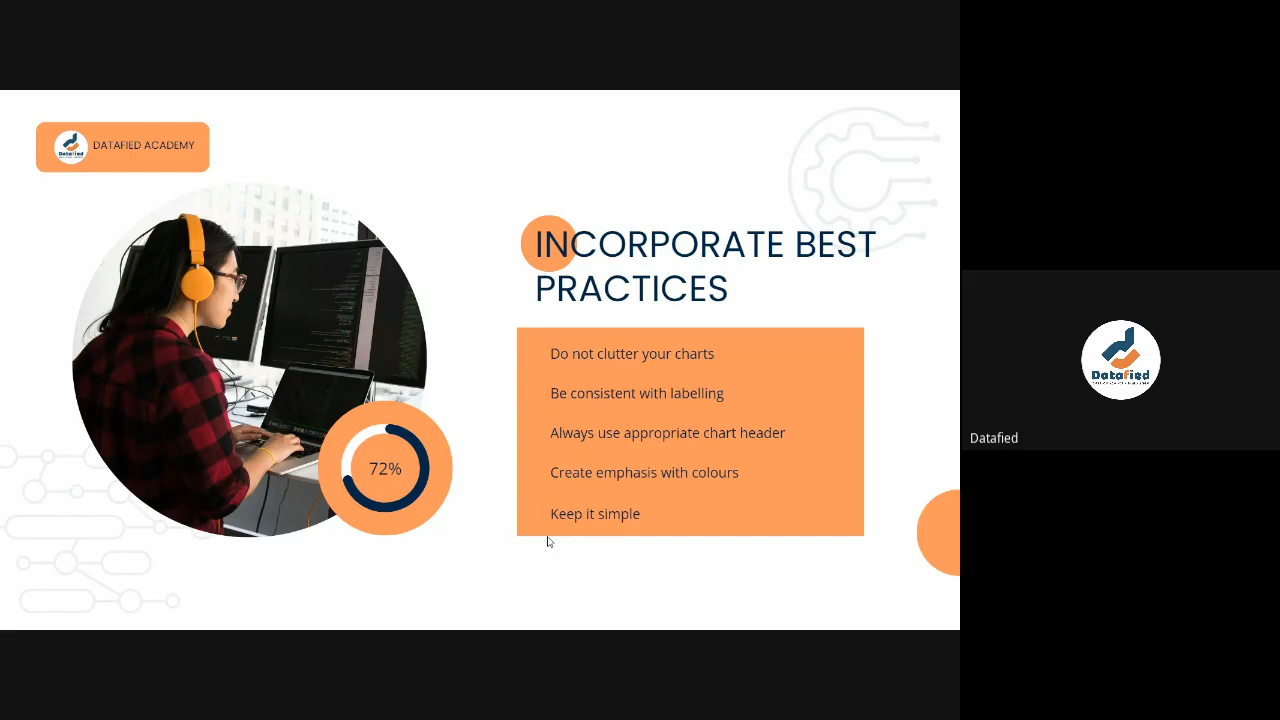 DATAFIED ACADEMY
Datafied
INCORPORATE BEST
PRACTICES
Do not clutter your charts
Be consistent with labelling
Always use appropriate chart header
Create emphasis with colours
Keep it simple
72%
Datafied
Datafied